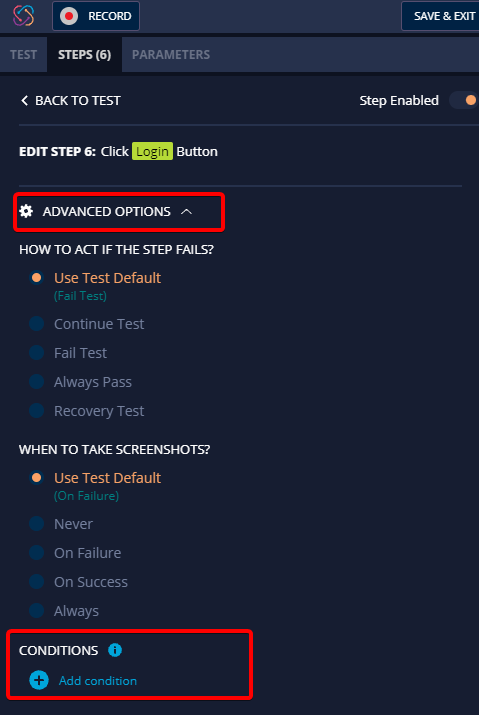 RECORD
SAVE & EXIT
TEST
STEPS (6)
PARAMETERS
BACK TO TEST
Step Enabled
EDIT STEP 6: Click Login Button
ADVANCED OPTIONS
HOW TO ACT IF THE STEP FAILS?
Use Test Default
(Fail Test)
Continue Test
Fail Test
Always Pass
Recovery Test
WHEN TO TAKE SCREENSHOTS?
Use Test Default
(On Failure)
Never
On Failure
On Success
Always
CONDITIONS
Add condition